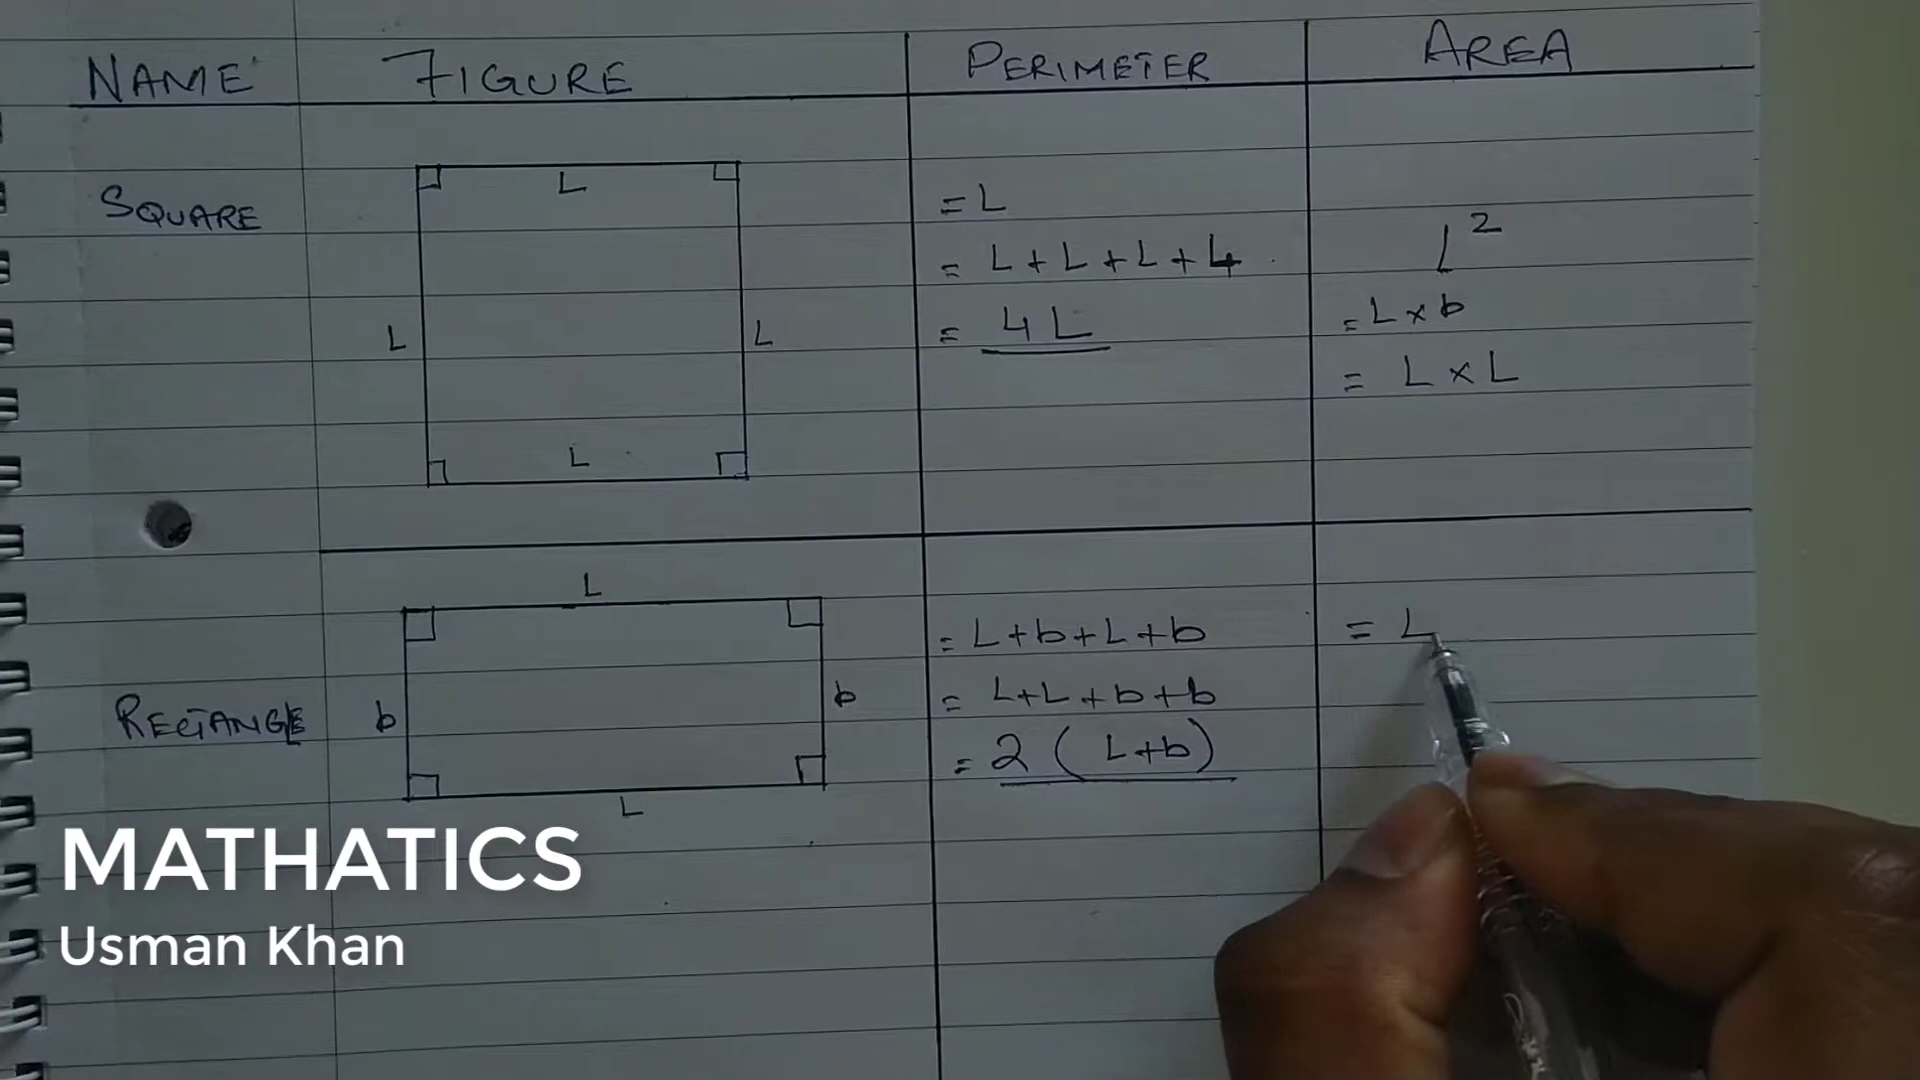 NAME FIGURE PERIMETER AREA
SQUARE
L
L
L
L
= L
= L + L + L + L
= 4 L
l²
= L × b
= L × L
RECTANGLE
L
b
b
L
= L + b + L + b
= L + L + b + b
= 2 ( L + b )
= L
MATHATICS
Usman Khan